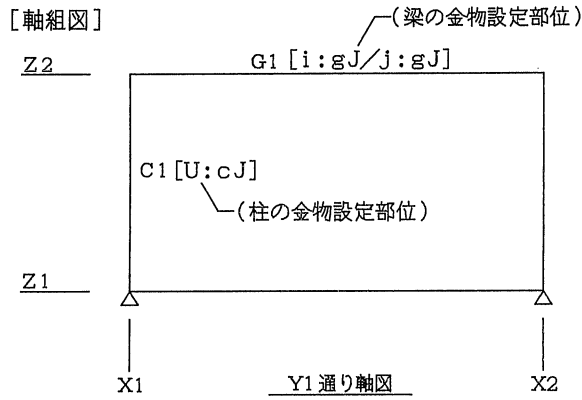 [軸組図]
(梁の金物設定部位)
Z2
G1[i:gJ/j:gJ]
C1[U:cJ]
(柱の金物設定部位)
Z1
X1
Y1通り軸図
X2